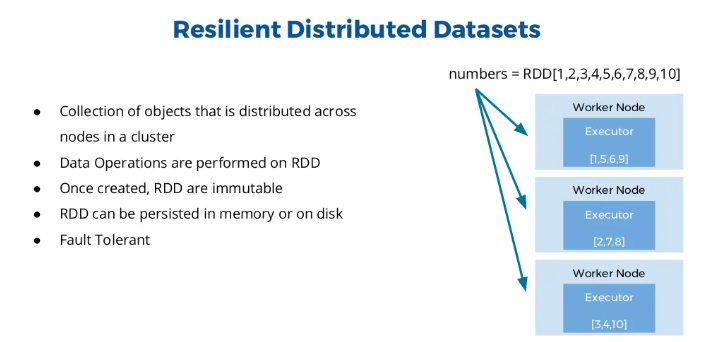 Resilient Distributed Datasets
numbers = RDD[1,2,3,4,5,6,7,8,9,10]
● Collection of objects that is distributed across
nodes in a cluster
● Data Operations are performed on RDD
● Once created, RDD are immutable
● RDD can be persisted in memory or on disk
● Fault Tolerant
Worker Node
Executor
[1,5,6,9]
Worker Node
Executor
[2,7,8]
Worker Node
Executor
[3,4,10]